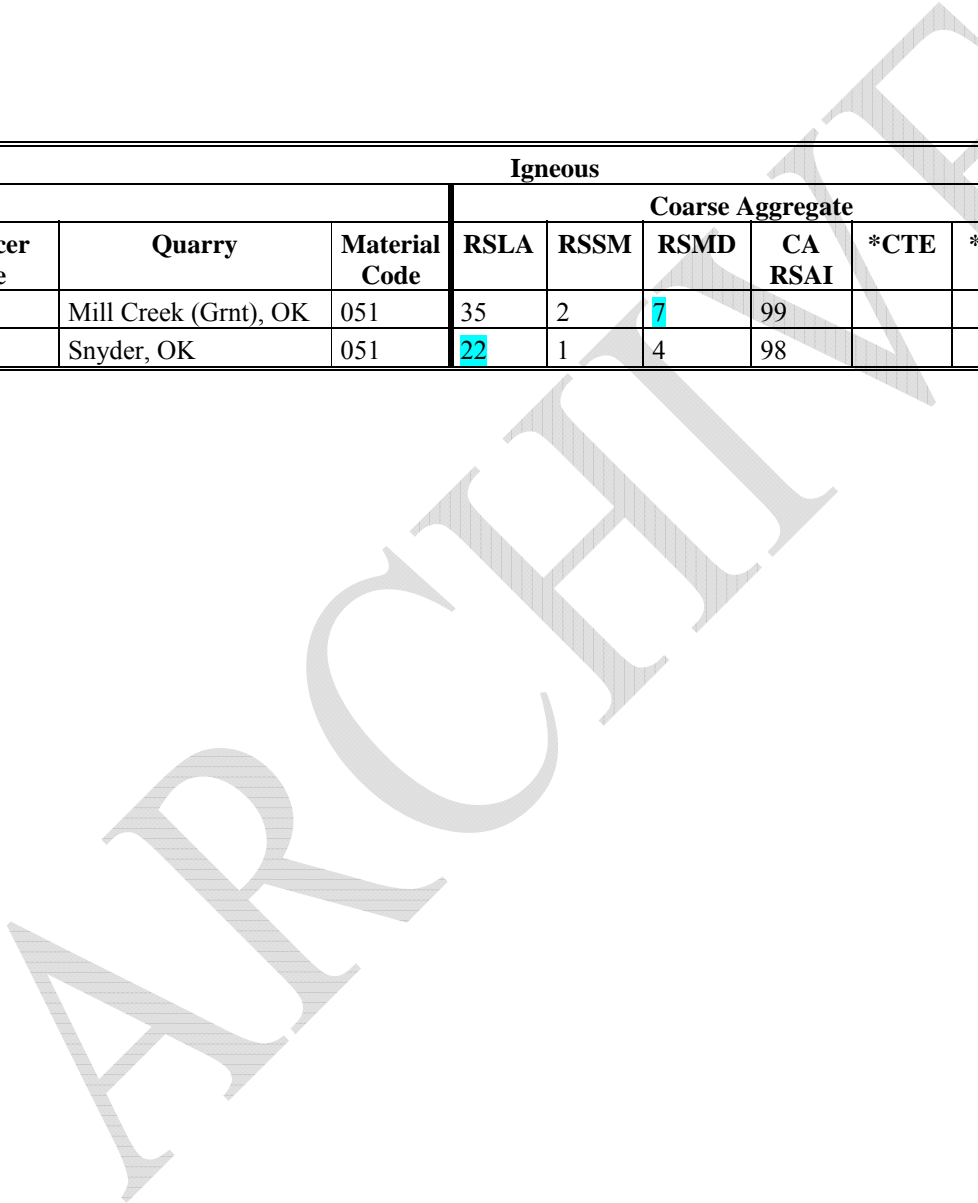 Igneous
Coarse Aggregate
cer Quarry Material RSLA RSSM RSMD CA *CTE *
e Code RSAI
Mill Creek (Grnt), OK 051 35 2 7 99
Snyder, OK 051 22 1 4 98
ARCHIVE